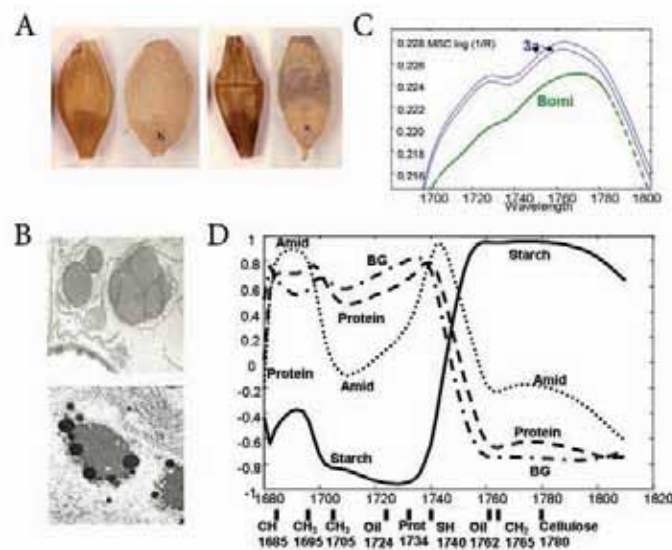 A
B
C
0.228 MSC log (1/R)
3a
0.226
0.224
0.222
0.220
0.218
0.216
Bomi
1700 1720 1740 1760 1780 1800
Wavelength
D
1
0.8
0.6
0.4
0.2
0
-0.2
-0.4
-0.6
-0.8
-1
Amid
BG
Starch
Protein
Protein
Amid
Amid
Protein
BG
Starch
1680 1700 1720 1740 1760 1780 1800 1820
CH CH₃ CH₃ Oil Prot SH Oil CH₂ Cellulose
1685 1695 1705 1724 1734 1740 1762 1765 1780